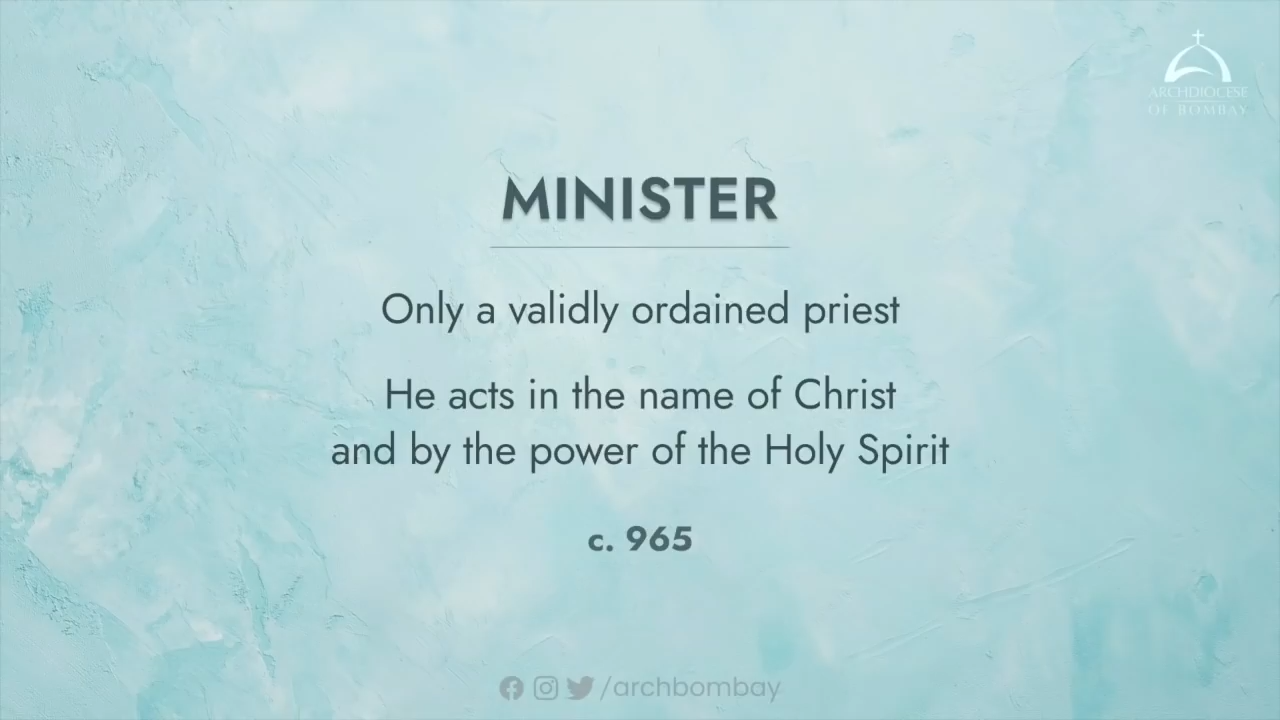 ARCHDIOCESE
OF BOMBAY
MINISTER
Only a validly ordained priest
He acts in the name of Christ
and by the power of the Holy Spirit
c. 965
/archbombay